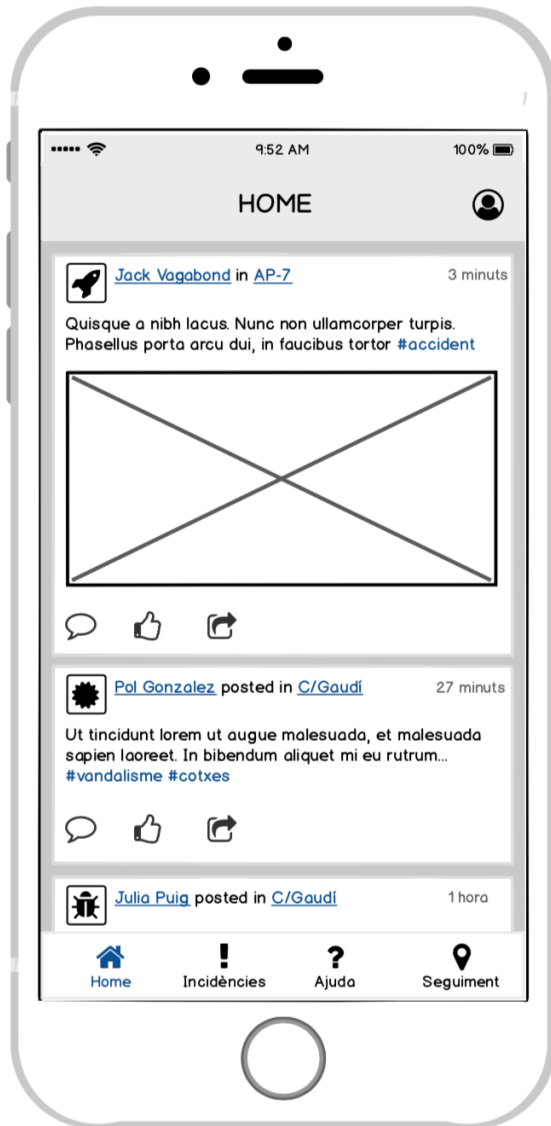 9:52 AM 100%
HOME
Jack Vagabond in AP-7 3 minuts
Quisque a nibh lacus. Nunc non ullamcorper turpis.
Phasellus porta arcu dui, in faucibus tortor #accident
Pol Gonzalez posted in C/Gaudí 27 minuts
Ut tincidunt lorem ut augue malesuada, et malesuada
sapien laoreet. In bibendum aliquet mi eu rutrum...
#vandalisme #cotxes
Julia Puig posted in C/Gaudí 1 hora
Home Incidències Ajuda Seguiment